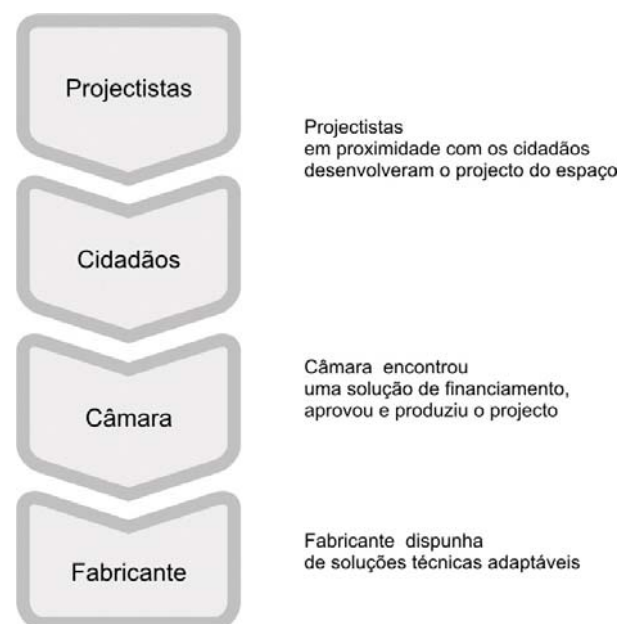 Projectistas
Projectistas
em proximidade com os cidadãos
desenvolveram o projecto do espaço
Cidadãos
Câmara encontrou
uma solução de financiamento,
aprovou e produziu o projecto
Câmara
Fabricante dispunha
de soluções técnicas adaptáveis
Fabricante